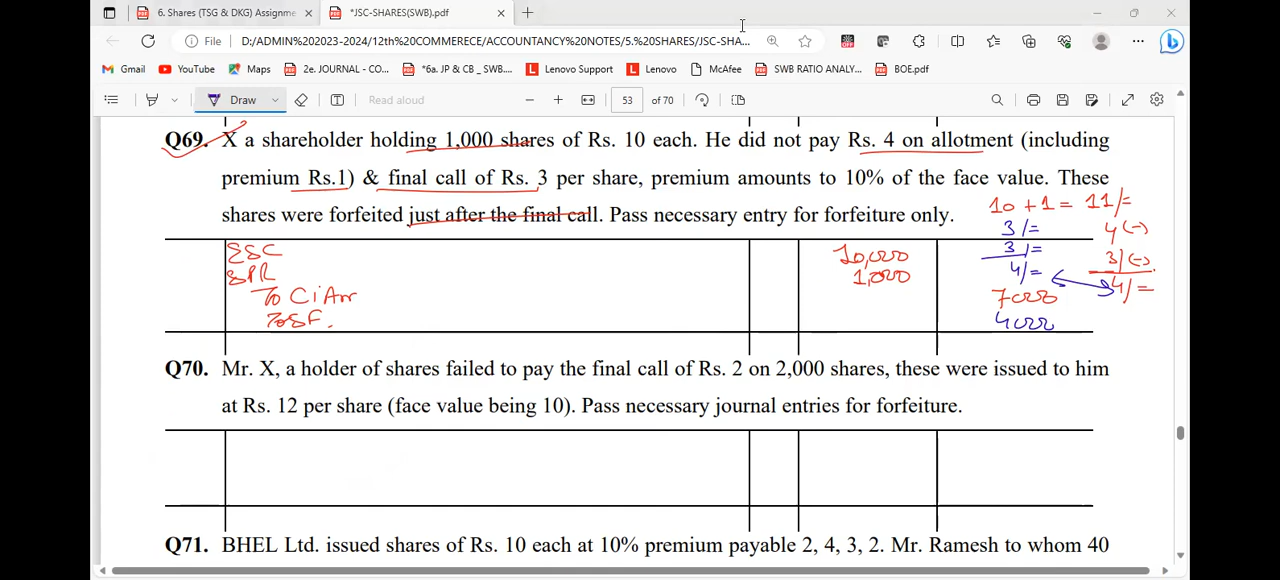 6. Shares (TSG & DKG) Assignme
*JSC-SHARES(SWB).pdf
File
D:/ADMIN%202023-2024/12th%20COMMERECE/ACCOUNTANCY%20NOTES/5.%20SHARES/JSC-SHA...
Gmail YouTube Maps 2e. JOURNAL - CO... *6a. JP & CB _ SWB.... Lenovo Support Lenovo McAfee SWB RATIO ANALY... BOE.pdf
Draw Read aloud 53 of 70
Q69. X a shareholder holding 1,000 shares of Rs. 10 each. He did not pay Rs. 4 on allotment (including
premium Rs.1) & final call of Rs. 3 per share, premium amounts to 10% of the face value. These
shares were forfeited just after the final call. Pass necessary entry for forfeiture only.
10 + 1 = 11/=
3/= 4(-)
ESC 10,000 3/= 3/(-)
SPR 1,000 4/= 4/=
To CiArr 7000
To SF. 4000
Q70. Mr. X, a holder of shares failed to pay the final call of Rs. 2 on 2,000 shares, these were issued to him
at Rs. 12 per share (face value being 10). Pass necessary journal entries for forfeiture.
Q71. BHEL Ltd. issued shares of Rs. 10 each at 10% premium payable 2, 4, 3, 2. Mr. Ramesh to whom 40